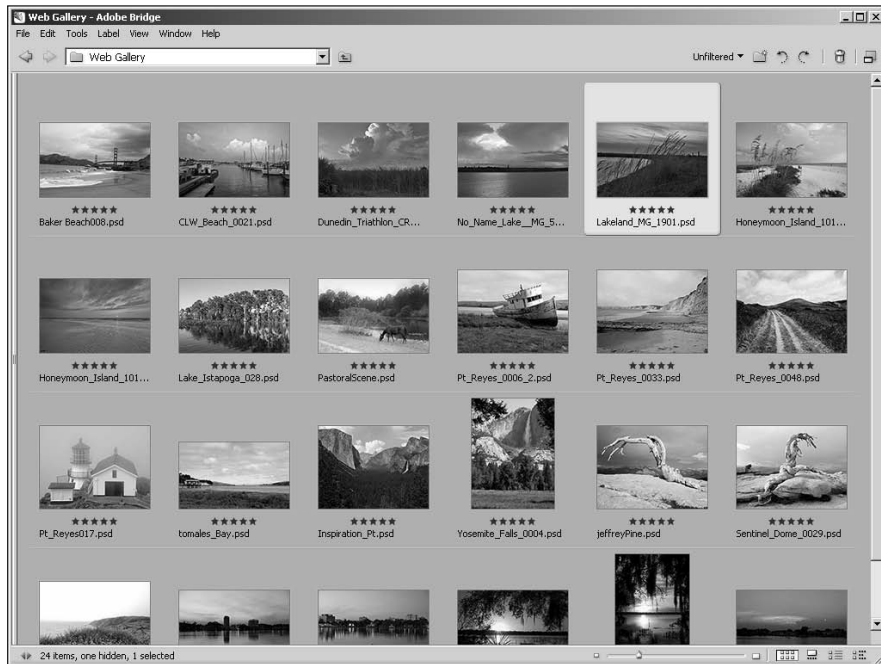 Web Gallery - Adobe Bridge
File Edit Tools Label View Window Help
Web Gallery
Unfiltered
Baker Beach008.psd
CLW_Beach_0021.psd
Dunedin_Triathlon_CR...
No_Name_Lake__MG_5...
Lakeland_MG_1901.psd
Honeymoon_Island_101...
Honeymoon_Island_101...
Lake_Istapoga_028.psd
PastoralScene.psd
Pt_Reyes_0006_2.psd
Pt_Reyes_0033.psd
Pt_Reyes_0048.psd
Pt_Reyes017.psd
tomales_Bay.psd
Inspiration_Pt.psd
Yosemite_Falls_0004.psd
jeffreyPine.psd
Sentinel_Dome_0029.psd
24 items, one hidden, 1 selected